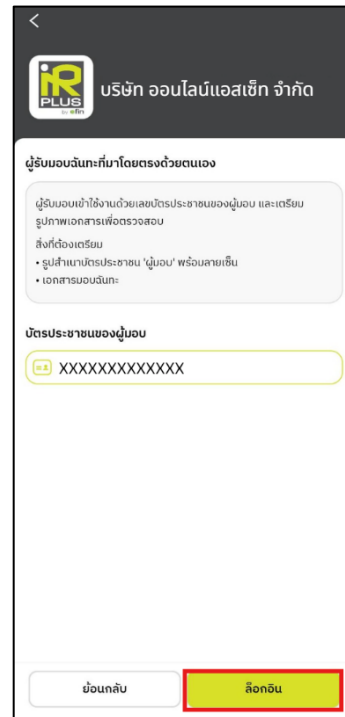 IR
PLUS
by efin
บริษัท ออนไลน์แอสเซ็ท จำกัด
ผู้รับมอบฉันทะที่มาโดยตรงด้วยตนเอง
ผู้รับมอบเข้าใช้งานด้วยเลขบัตรประชาชนของผู้มอบ และเตรียม
รูปภาพเอกสารเพื่อตรวจสอบ
สิ่งที่ต้องเตรียม
• รูปสำเนาบัตรประชาชน 'ผู้มอบ' พร้อมลายเซ็น
• เอกสารมอบฉันทะ
บัตรประชาชนของผู้มอบ
XXXXXXXXXXXXX
ย้อนกลับ
ล็อกอิน